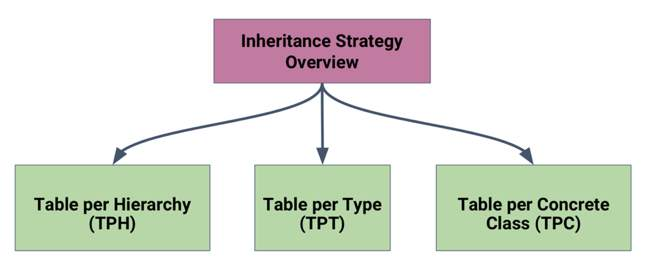 Inheritance Strategy
Overview
Table per Hierarchy
(TPH)
Table per Type
(TPT)
Table per Concrete
Class (TPC)